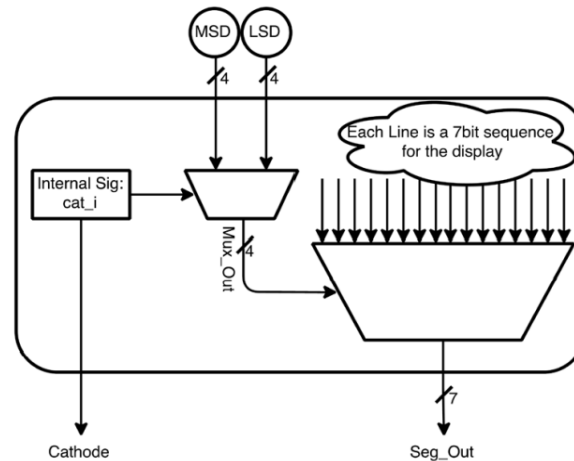 MSD
LSD
4
4
Each Line is a 7bit sequence
for the display
Internal Sig:
cat_i
Mux_Out
4
7
Cathode
Seg_Out